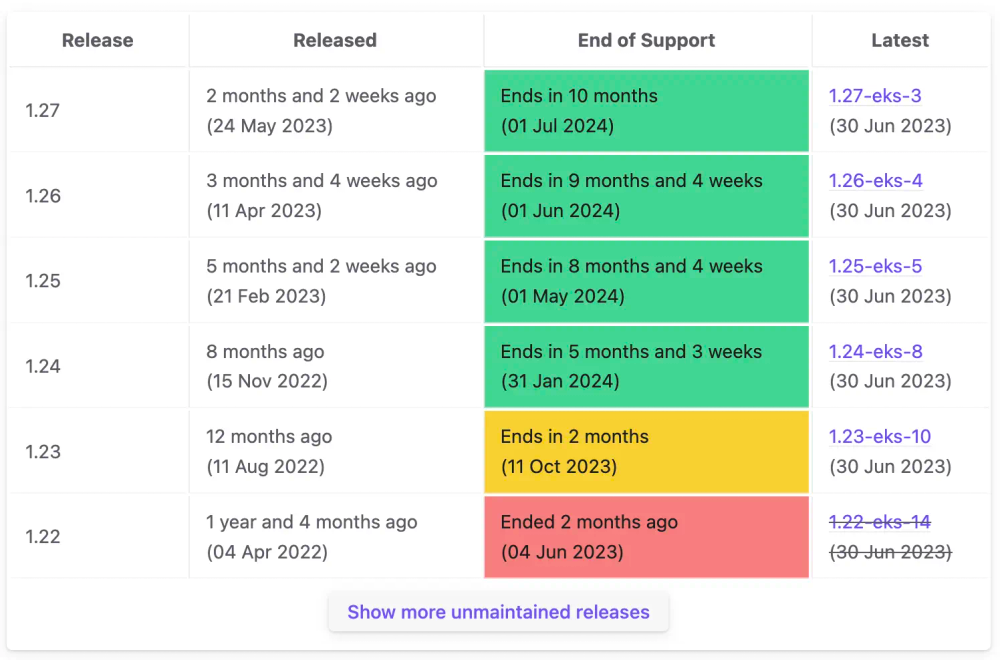 Release Released End of Support Latest
1.27
2 months and 2 weeks ago
(24 May 2023)
Ends in 10 months
(01 Jul 2024)
1.27-eks-3
(30 Jun 2023)
1.26
3 months and 4 weeks ago
(11 Apr 2023)
Ends in 9 months and 4 weeks
(01 Jun 2024)
1.26-eks-4
(30 Jun 2023)
1.25
5 months and 2 weeks ago
(21 Feb 2023)
Ends in 8 months and 4 weeks
(01 May 2024)
1.25-eks-5
(30 Jun 2023)
1.24
8 months ago
(15 Nov 2022)
Ends in 5 months and 3 weeks
(31 Jan 2024)
1.24-eks-8
(30 Jun 2023)
1.23
12 months ago
(11 Aug 2022)
Ends in 2 months
(11 Oct 2023)
1.23-eks-10
(30 Jun 2023)
1.22
1 year and 4 months ago
(04 Apr 2022)
Ended 2 months ago
(04 Jun 2023)
1.22-eks-14
(30 Jun 2023)
Show more unmaintained releases